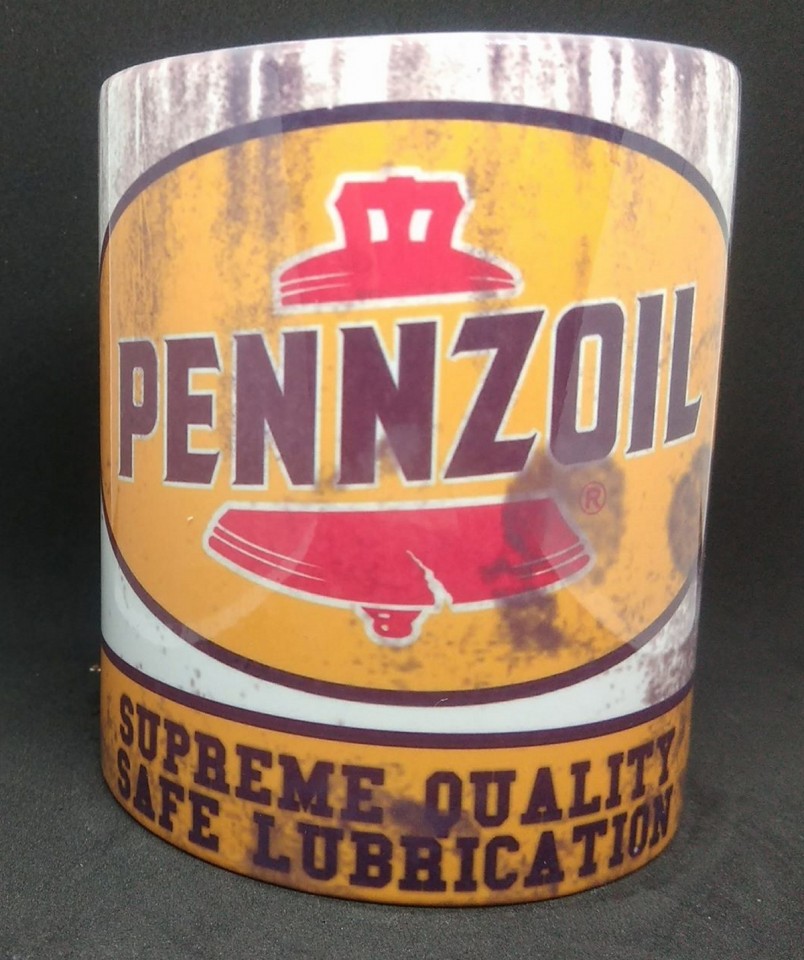 PENNZOIL
®
SUPREME QUALITY
SAFE LUBRICATION